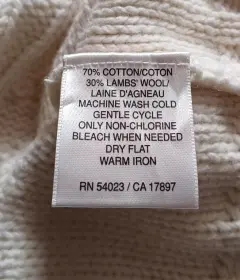 70% COTTON/COTON
30% LAMBS' WOOL/
LAINE D'AGNEAU
MACHINE WASH COLD
GENTLE CYCLE
ONLY NON-CHLORINE
BLEACH WHEN NEEDED
DRY FLAT
WARM IRON
RN 54023 / CA 17897